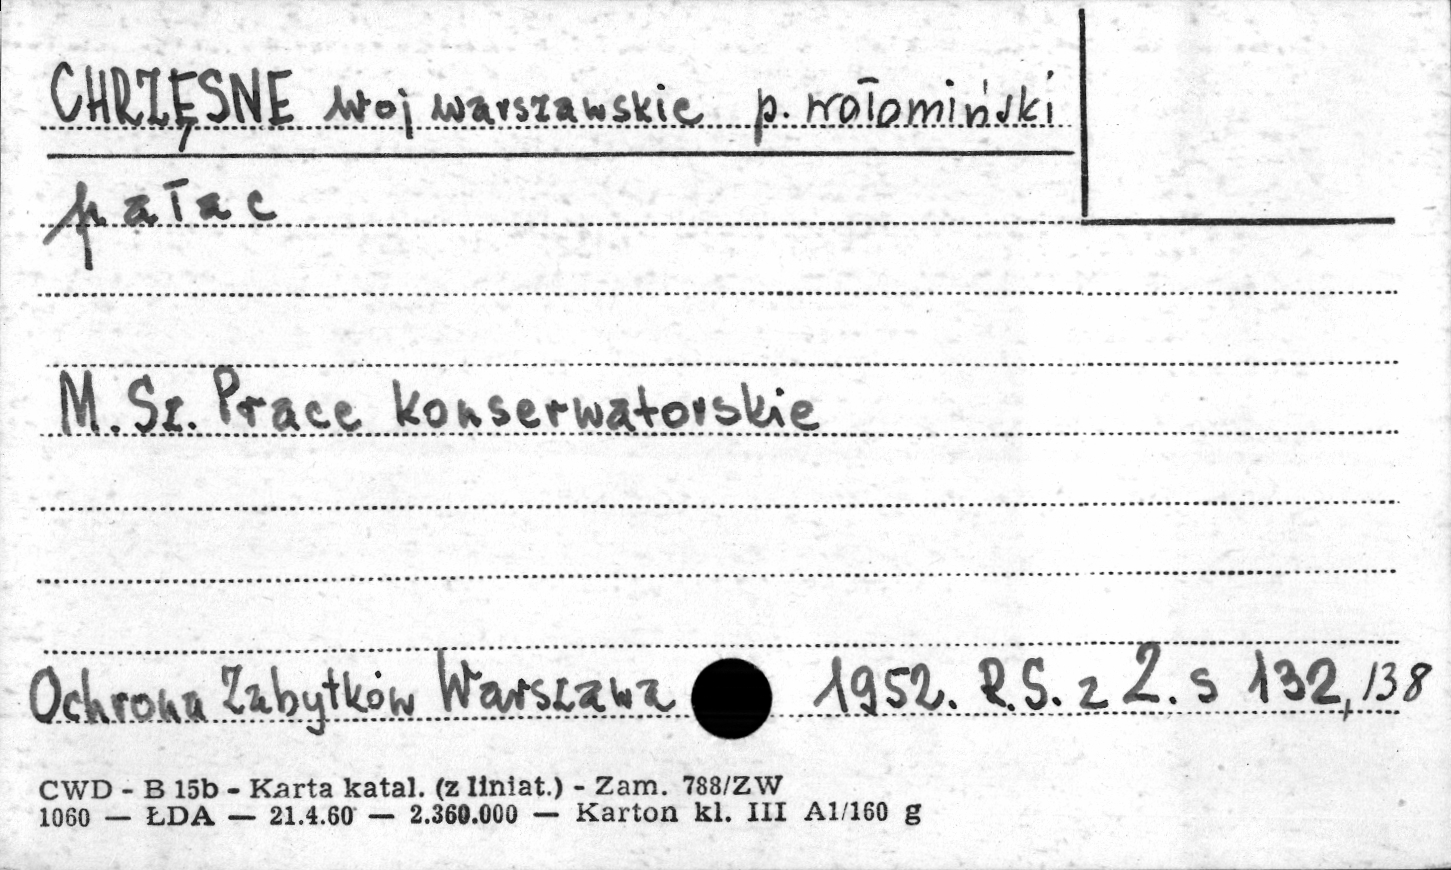 CHRZĘSNE woj warszawskie p. wołomiński
pałac
M. Sz. Prace konserwatorskie
Ochrona Zabytków Warszawa 1952. R.S. z 2. s 132, 138
CWD - B 15b - Karta katal. (z liniat.) - Zam. 788/ZW
1060 — ŁDA — 21.4.60 — 2.360.000 — Karton kl. III A1/160 g